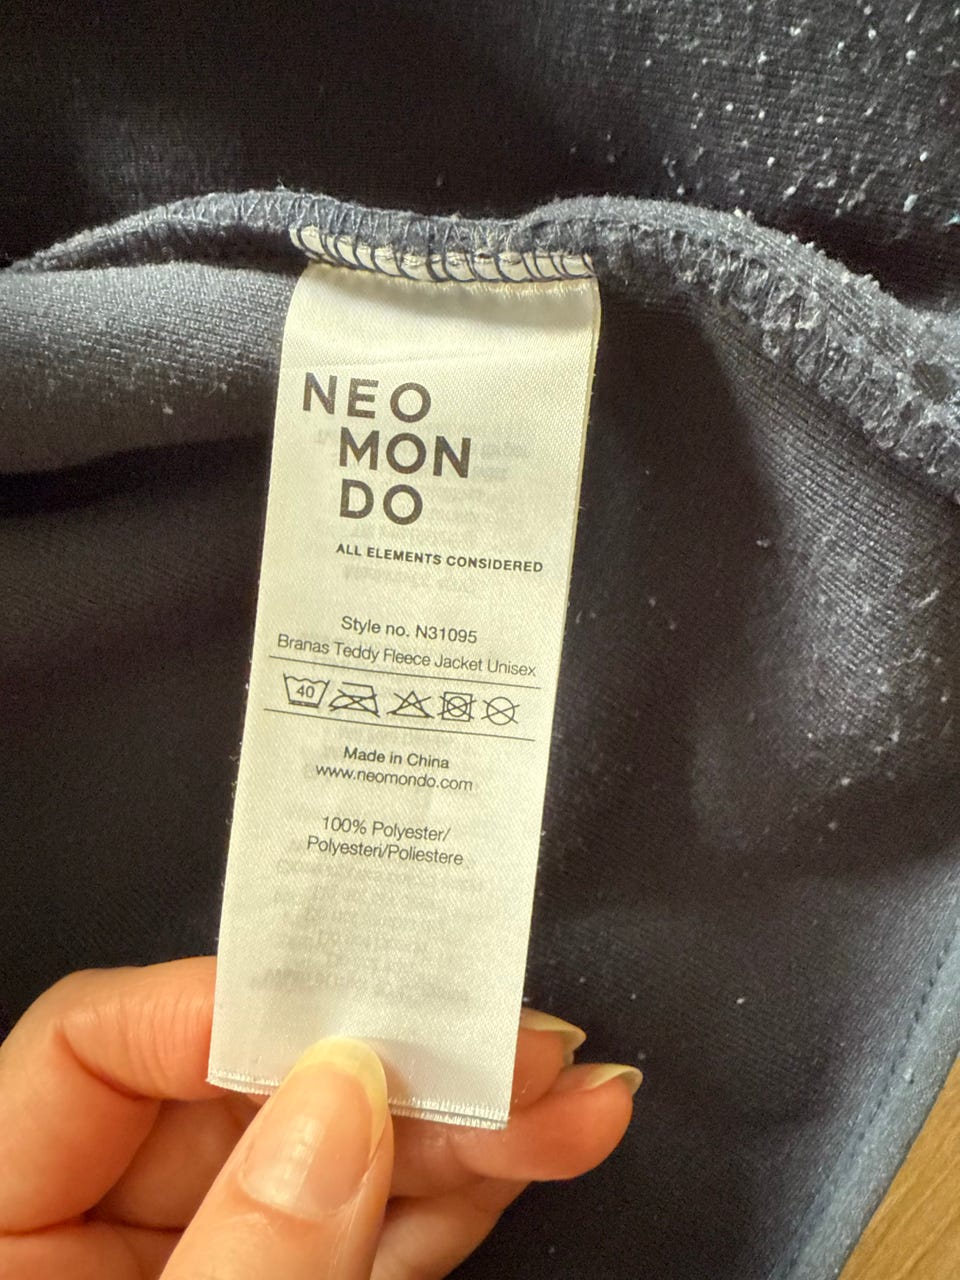 NEO
MON
DO
ALL ELEMENTS CONSIDERED
Style no. N31095
Branas Teddy Fleece Jacket Unisex
40
Made in China
www.neomondo.com
100% Polyester/
Polyesteri/Poliestere